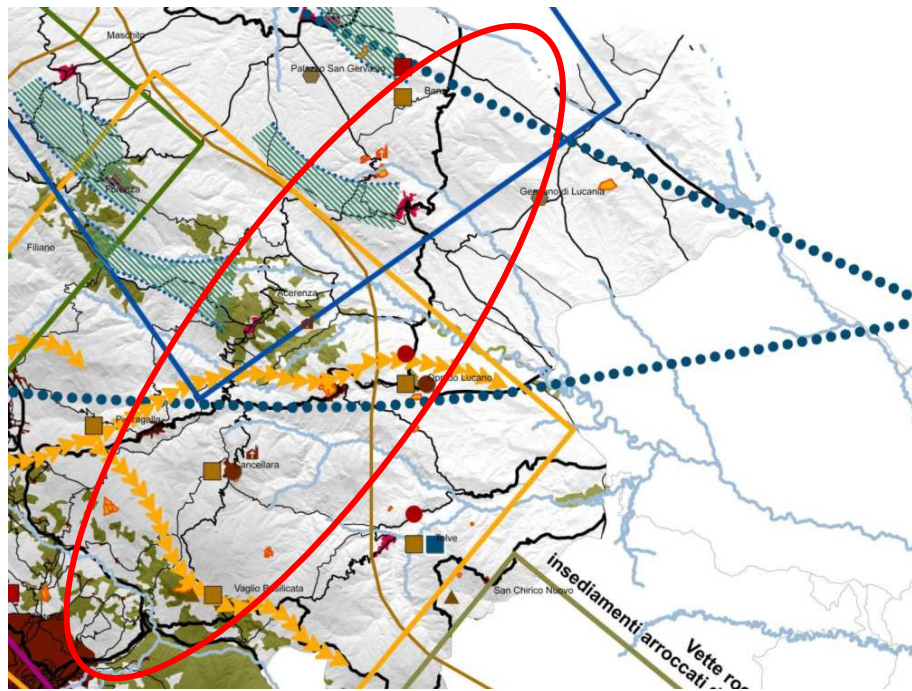 Maschito
Palazzo San Gervasio
Banzi
Forenza
Genzano di Lucania
Filiano
Acerenza
Oppido Lucano
Pietragalla
Cancellara
Tolve
Vaglio Basilicata
San Chirico Nuovo
insediamenti arroccati
Vette